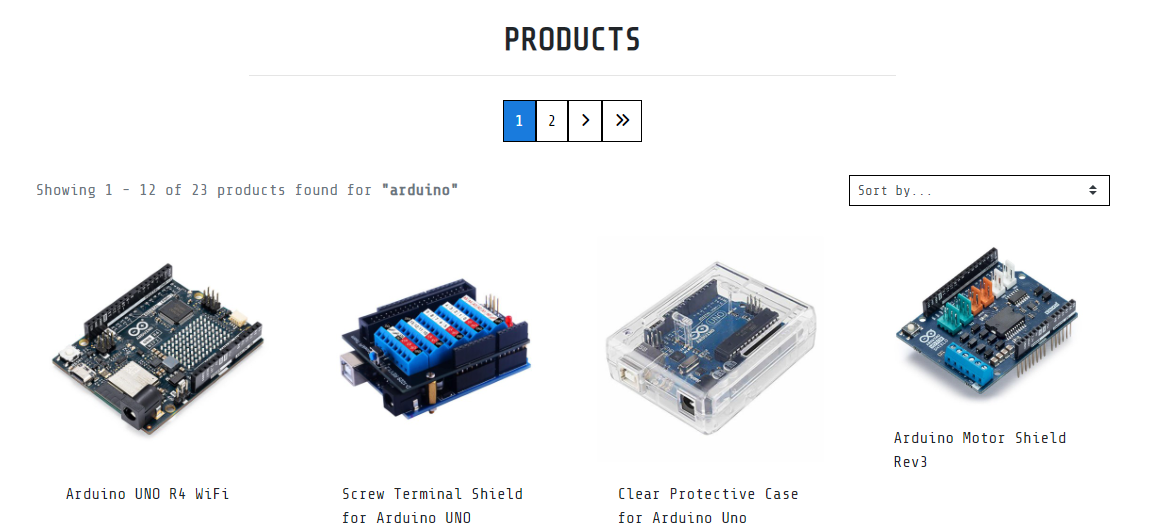 PRODUCTS
1 2
Showing 1 - 12 of 23 products found for "arduino"
Sort by...
Arduino UNO R4 WiFi
Screw Terminal Shield
for Arduino UNO
Clear Protective Case
for Arduino Uno
Arduino Motor Shield
Rev3